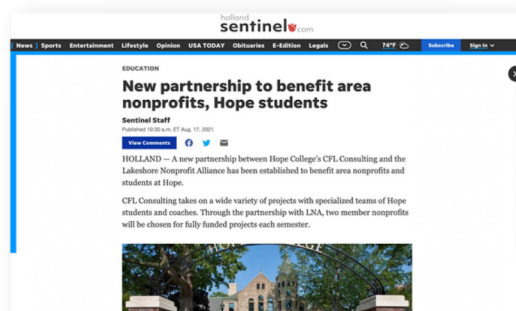 holland
sentinel.com
News Sports Entertainment Lifestyle Opinion USA TODAY Obituaries E-Edition Legals 74°F Subscribe Sign In
EDUCATION
New partnership to benefit area
nonprofits, Hope students
Sentinel Staff
Published 10:30 a.m. ET Aug. 17, 2021
View Comments
HOLLAND — A new partnership between Hope College's CFL Consulting and the
Lakeshore Nonprofit Alliance has been established to benefit area nonprofits and
students at Hope.
CFL Consulting takes on a wide variety of projects with specialized teams of Hope
students and coaches. Through the partnership with LNA, two member nonprofits
will be chosen for fully funded projects each semester.